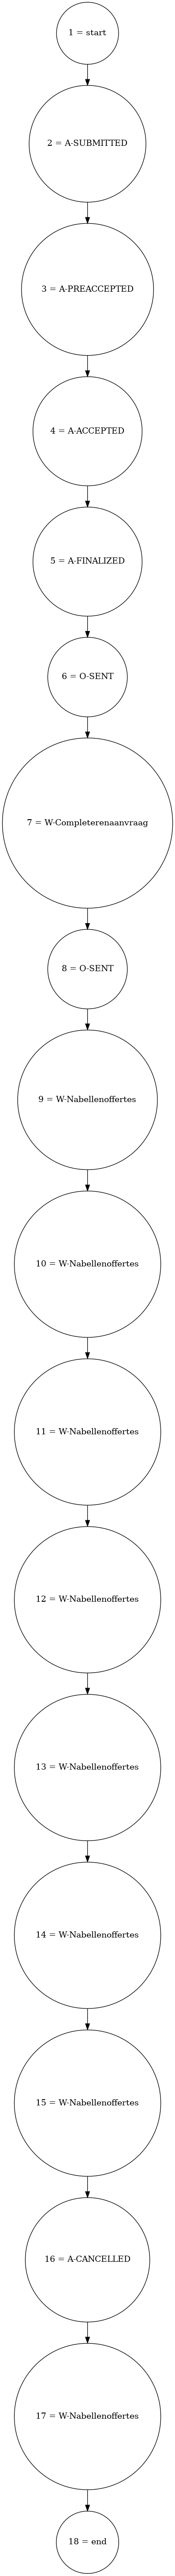 1 = start
2 = A-SUBMITTED
3 = A-PREACCEPTED
4 = A-ACCEPTED
5 = A-FINALIZED
6 = O-SENT
7 = W-Completerenaanvraag
8 = O-SENT
9 = W-Nabellenoffertes
10 = W-Nabellenoffertes
11 = W-Nabellenoffertes
12 = W-Nabellenoffertes
13 = W-Nabellenoffertes
14 = W-Nabellenoffertes
15 = W-Nabellenoffertes
16 = A-CANCELLED
17 = W-Nabellenoffertes
18 = end